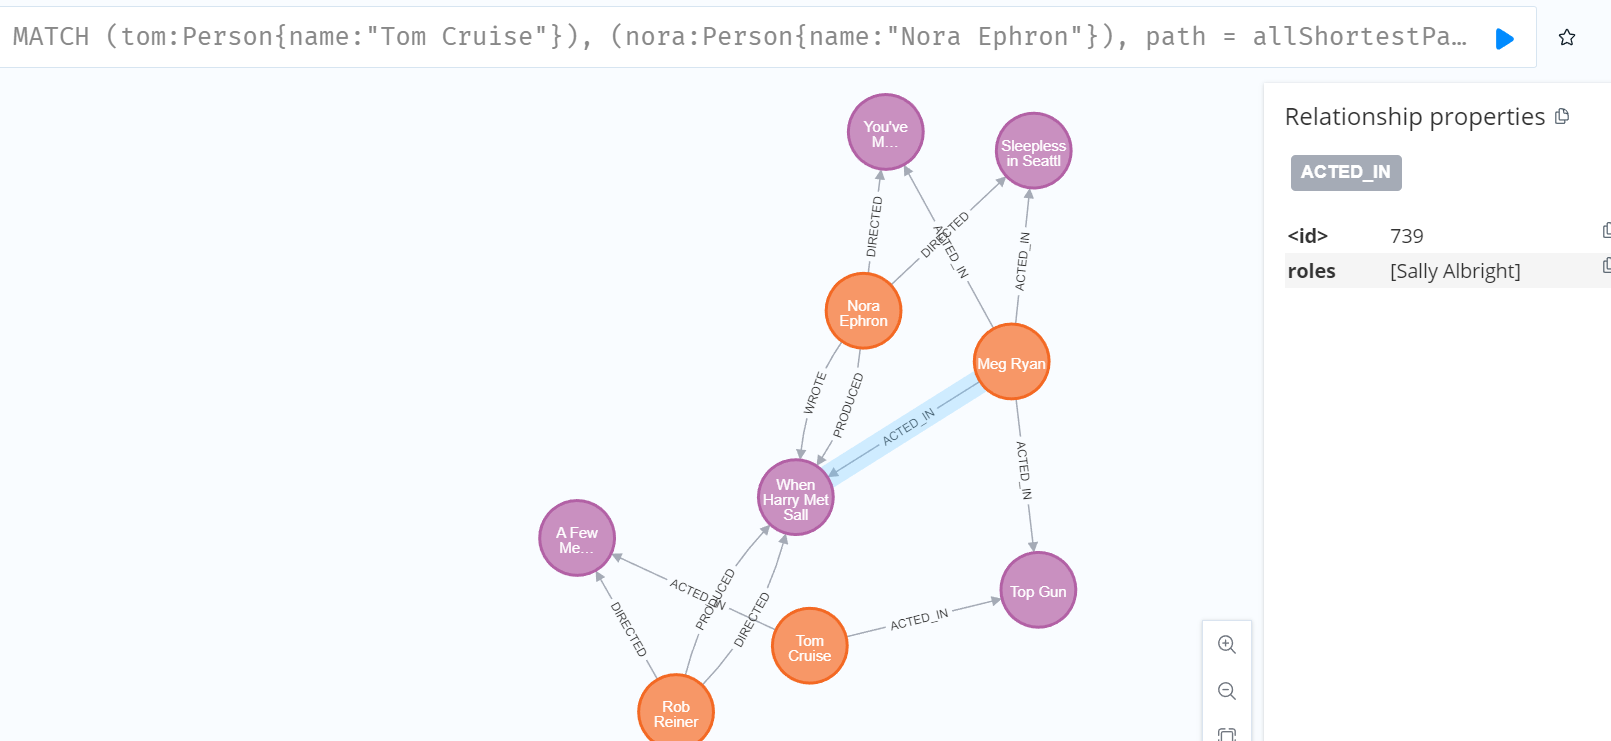 MATCH (tom:Person{name:"Tom Cruise"}), (nora:Person{name:"Nora Ephron"}), path = allShortestPa...
Relationship properties
ACTED_IN
<id> 739
roles [Sally Albright]
You've
M...
Sleepless
in Seattl
DIRECTED
DIRECTED
ACTED_IN
ACTED_IN
Nora
Ephron
Meg Ryan
WROTE
PRODUCED
ACTED_IN
ACTED_IN
When
Harry Met
Sall
A Few
Me...
ACTED_IN
PRODUCED
DIRECTED
DIRECTED
ACTED_IN
Top Gun
Tom
Cruise
Rob
Reiner